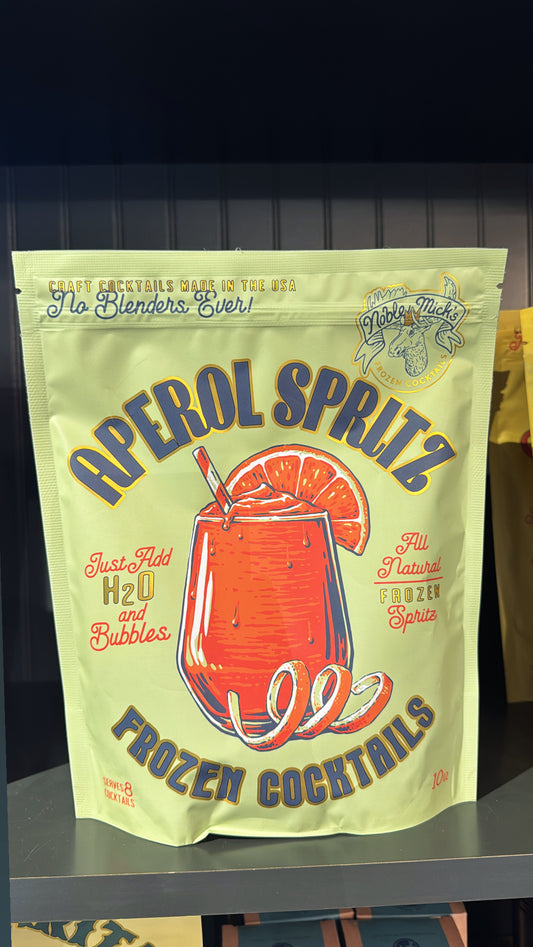 CRAFT COCKTAILS MADE IN THE USA
No Blenders, Ever!
Noble Mick's
FROZEN COCKTAILS
APEROL SPRITZ
Just Add
H2O
and
Bubbles
All
Natural
FROZEN
Spritz
FROZEN COCKTAILS
SERVES 8
COCKTAILS
10oz